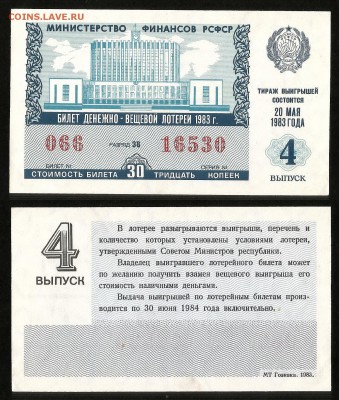 COINS.LAVE.RU
МИНИСТЕРСТВО ФИНАНСОВ РСФСР
ТИРАЖ ВЫИГРЫШЕЙ
СОСТОИТСЯ
20 МАЯ
1983 ГОДА
БИЛЕТ ДЕНЕЖНО-ВЕЩЕВОЙ ЛОТЕРЕИ 1983 г.
066 РАЗРЯД 38 16530
БИЛЕТ № СЕРИЯ №
СТОИМОСТЬ БИЛЕТА 30 ТРИДЦАТЬ КОПЕЕК
4
ВЫПУСК
4
ВЫПУСК
В лотерее разыгрываются выигрыши, перечень и
количество которых установлены условиями лотереи,
утвержденными Советом Министров республики.
Владелец выигравшего лотерейного билета может
по желанию получить взамен вещевого выигрыша его
стоимость наличными деньгами.
Выдача выигрышей по лотерейным билетам произ-
водится по 30 июня 1984 года включительно.
МТ Гознака. 1983.